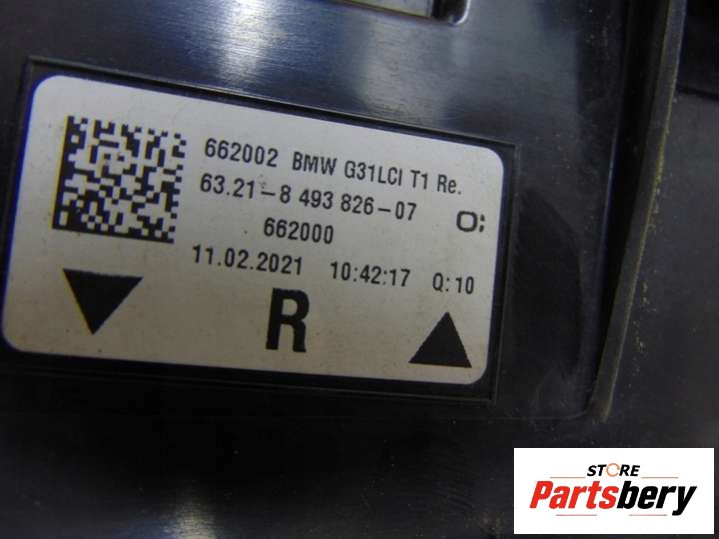 662002 BMW G31LCI T1 Re.
63.21-8 493 826-07 O:
662000
11.02.2021 10:42:17 Q:10
R
STORE
Partsbery